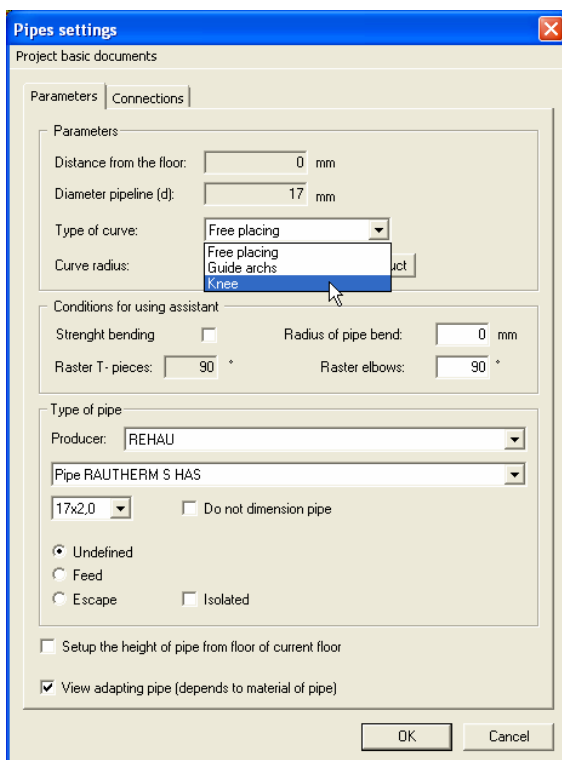 Pipes settings
Project basic documents
Parameters Connections
Parameters
Distance from the floor: 0 mm
Diameter pipeline (d): 17 mm
Type of curve: Free placing
Free placing
Guide archs
Curve radius: uct
Knee
Conditions for using assistant
Strenght bending Radius of pipe bend: 0 mm
Raster T- pieces: 90 ° Raster elbows: 90 °
Type of pipe
Producer: REHAU
Pipe RAUTHERM S HAS
17x2,0 Do not dimension pipe
Undefined
Feed
Escape Isolated
Setup the height of pipe from floor of current floor
View adapting pipe (depends to material of pipe)
OK Cancel